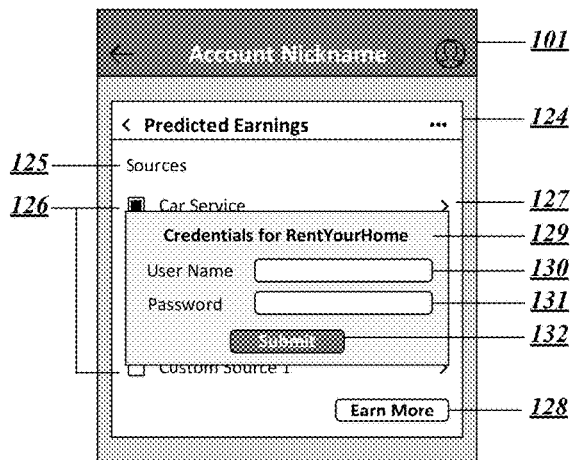 Account Nickname
101
< Predicted Earnings ...
124
125
Sources
126
Car Service >
127
Credentials for RentYourHome
129
User Name
130
Password
131
Submit
132
Custom Source 1 >
Earn More
128